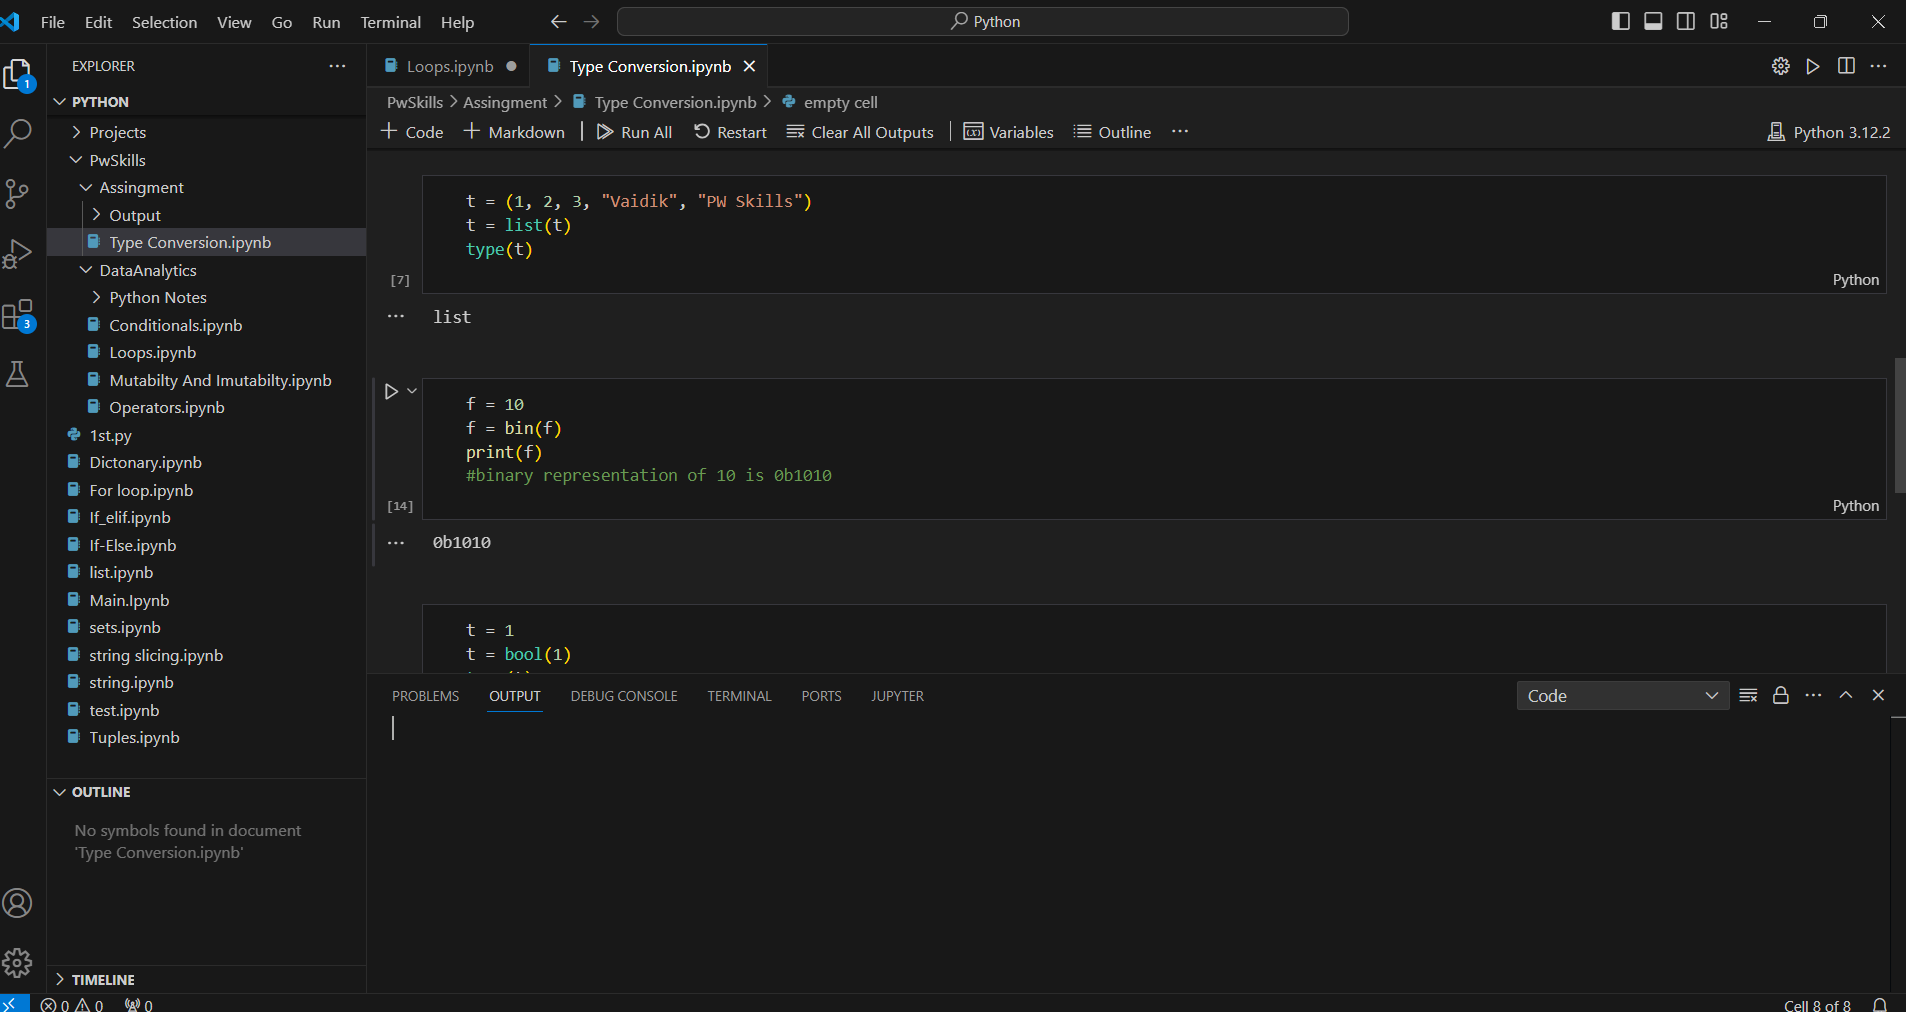 File Edit Selection View Go Run Terminal Help
Python
EXPLORER
PYTHON
Projects
PwSkills
Assingment
Output
Type Conversion.ipynb
DataAnalytics
Python Notes
Conditionals.ipynb
Loops.ipynb
Mutabilty And Imutabilty.ipynb
Operators.ipynb
1st.py
Dictonary.ipynb
For loop.ipynb
If_elif.ipynb
If-Else.ipynb
list.ipynb
Main.Ipynb
sets.ipynb
string slicing.ipynb
string.ipynb
test.ipynb
Tuples.ipynb
OUTLINE
No symbols found in document
'Type Conversion.ipynb'
TIMELINE
1
3
Loops.ipynb
Type Conversion.ipynb
PwSkills > Assingment > Type Conversion.ipynb > empty cell
Code Markdown Run All Restart Clear All Outputs Variables Outline ...
Python 3.12.2
t = (1, 2, 3, "Vaidik", "PW Skills")
t = list(t)
type(t)
[7]
Python
list
f = 10
f = bin(f)
print(f)
#binary representation of 10 is 0b1010
[14]
Python
0b1010
t = 1
t = bool(1)
PROBLEMS OUTPUT DEBUG CONSOLE TERMINAL PORTS JUPYTER
Code
0 0 0
Cell 8 of 8